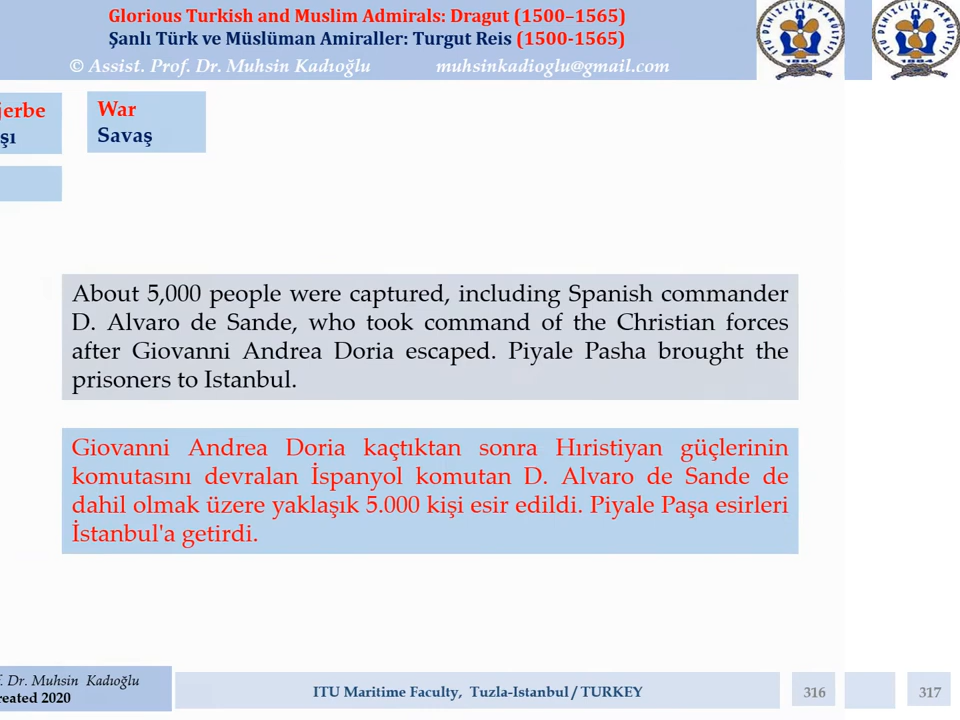 Glorious Turkish and Muslim Admirals: Dragut (1500–1565)
Şanlı Türk ve Müslüman Amiraller: Turgut Reis (1500-1565)
© Assist. Prof. Dr. Muhsin Kadıoğlu muhsinkadioglu@gmail.com
jerbe
şı
War
Savaş
About 5,000 people were captured, including Spanish commander
D. Alvaro de Sande, who took command of the Christian forces
after Giovanni Andrea Doria escaped. Piyale Pasha brought the
prisoners to Istanbul.
Giovanni Andrea Doria kaçtıktan sonra Hıristiyan güçlerinin
komutasını devralan İspanyol komutan D. Alvaro de Sande de
dahil olmak üzere yaklaşık 5.000 kişi esir edildi. Piyale Paşa esirleri
İstanbul'a getirdi.
f. Dr. Muhsin Kadıoğlu
reated 2020
ITU Maritime Faculty, Tuzla-Istanbul / TURKEY
316
317